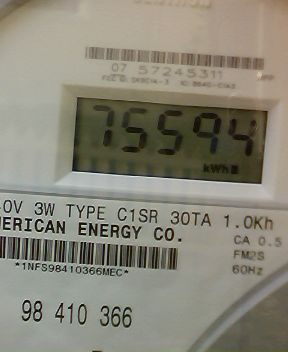 07 57245311
75594
kWh
0V 3W TYPE C1SR 30TA 1.0Kh
ERICAN ENERGY CO.
CA 0.5
FM2S
*1NFS98410366MEC*
60Hz
98 410 366